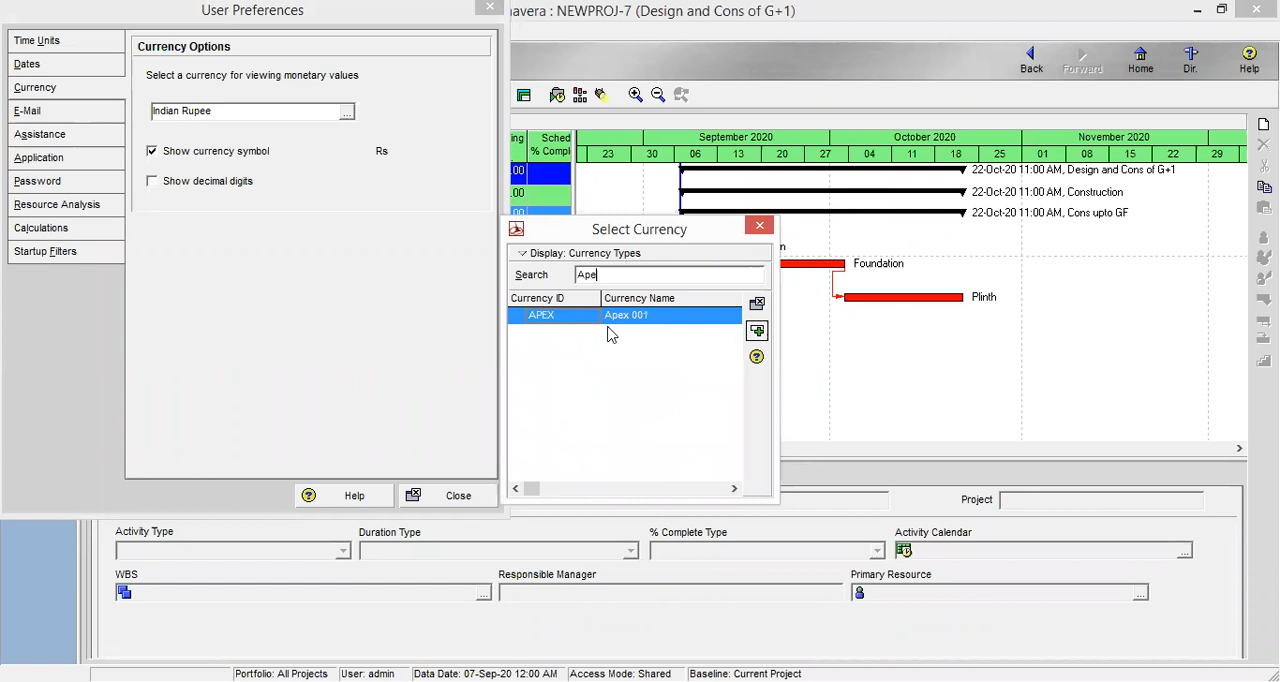 User Preferences
avera : NEWPROJ-7 (Design and Cons of G+1)
Time Units
Dates
Currency
E-Mail
Assistance
Application
Password
Resource Analysis
Calculations
Startup Filters
Currency Options
Select a currency for viewing monetary values
Indian Rupee
...
Show currency symbol
Rs
Show decimal digits
Help
Close
Back
Forward
Home
Dir.
Help
Sched
% Comple
September 2020
October 2020
November 2020
23 30 06 13 20 27 04 11 18 25 01 08 15 22 29
.00
.00
.00
22-Oct-20 11:00 AM, Design and Cons of G+1
22-Oct-20 11:00 AM, Construction
22-Oct-20 11:00 AM, Cons upto GF
Foundation
Plinth
Select Currency
Display: Currency Types
Search
Ape
Currency ID
Currency Name
APEX
Apex 001
Project
Activity Type
Duration Type
% Complete Type
Activity Calendar
...
WBS
...
Responsible Manager
Primary Resource
...
Portfolio: All Projects
User: admin
Data Date: 07-Sep-20 12:00 AM
Access Mode: Shared
Baseline: Current Project